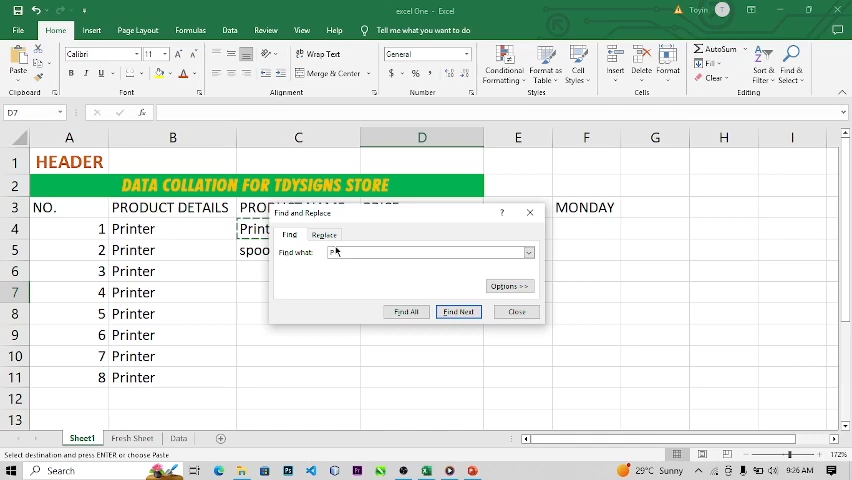 excel One - Excel
Toyin
T
File Home Insert Page Layout Formulas Data Review View Help Tell me what you want to do
Paste
Calibri 11
B I U
Font
Clipboard
Wrap Text
Merge & Center
Alignment
General
$ % ,
Number
Conditional Formatting
Format as Table
Cell Styles
Styles
Insert
Delete
Format
Cells
AutoSum
Fill
Clear
Sort & Filter
Find & Select
Editing
D7
fx
A B C D E F G H I
1 HEADER
2 DATA COLLATION FOR TDYSIGNS STORE
3 NO. PRODUCT DETAILS PRODUCT NAME PRICE MONDAY
4 1 Printer Print
5 2 Printer spoo
6 3 Printer
7 4 Printer
8 5 Printer
9 6 Printer
10 7 Printer
11 8 Printer
12
13
Find and Replace
?
Find Replace
Find what: P
Options >>
Find All Find Next Close
Sheet1 Fresh Sheet Data
Select destination and press ENTER or choose Paste
172%
Search
29°C Sunny
9:26 AM